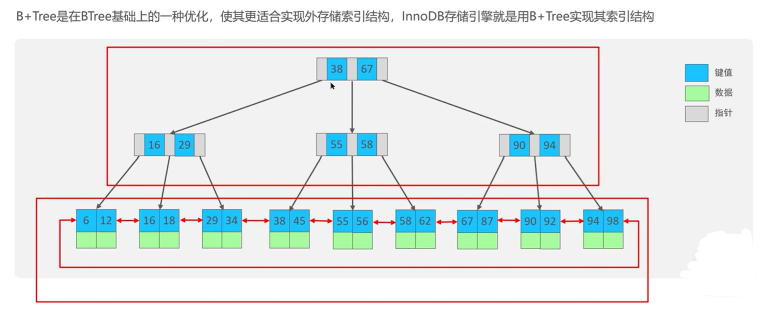 B+Tree是在BTree基础上的一种优化，使其更适合实现外存储索引结构，InnoDB存储引擎就是用B+Tree实现其索引结构
38 67
键值
数据
指针
16 29 55 58 90 94
6 12 16 18 29 34 38 45 55 56 58 62 67 87 90 92 94 98